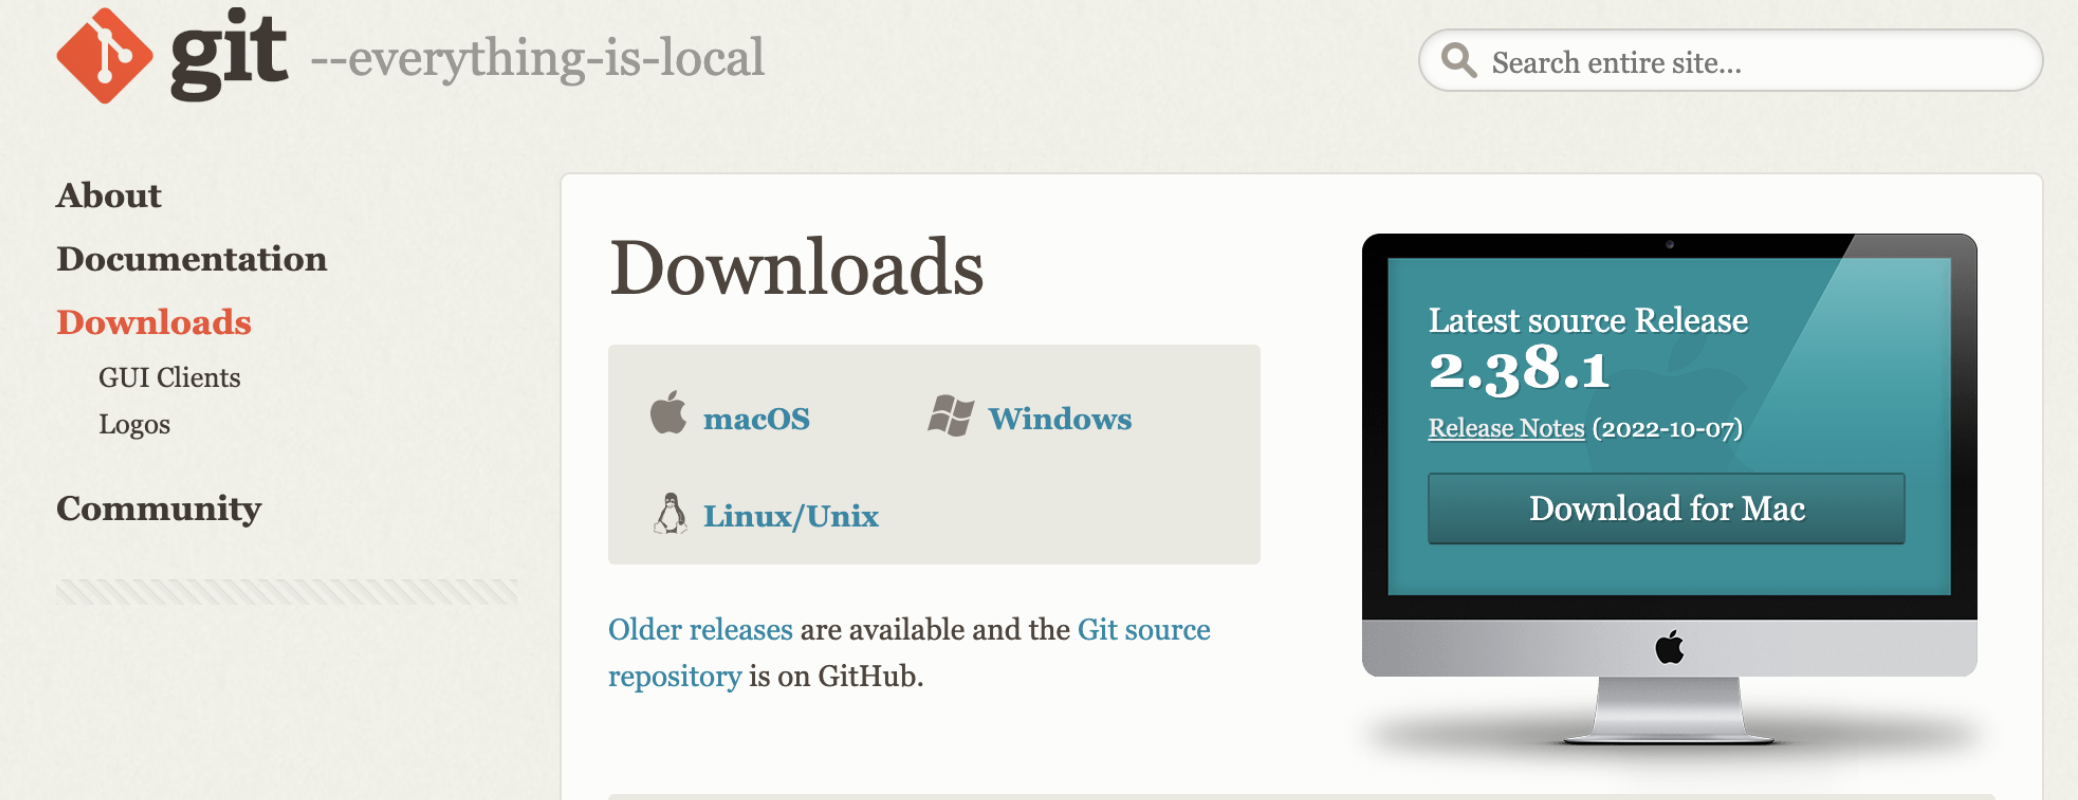 git --everything-is-local
Search entire site...
About
Documentation
Downloads
GUI Clients
Logos
Community
Downloads
macOS
Windows
Linux/Unix
Older releases are available and the Git source
repository is on GitHub.
Latest source Release
2.38.1
Release Notes (2022-10-07)
Download for Mac